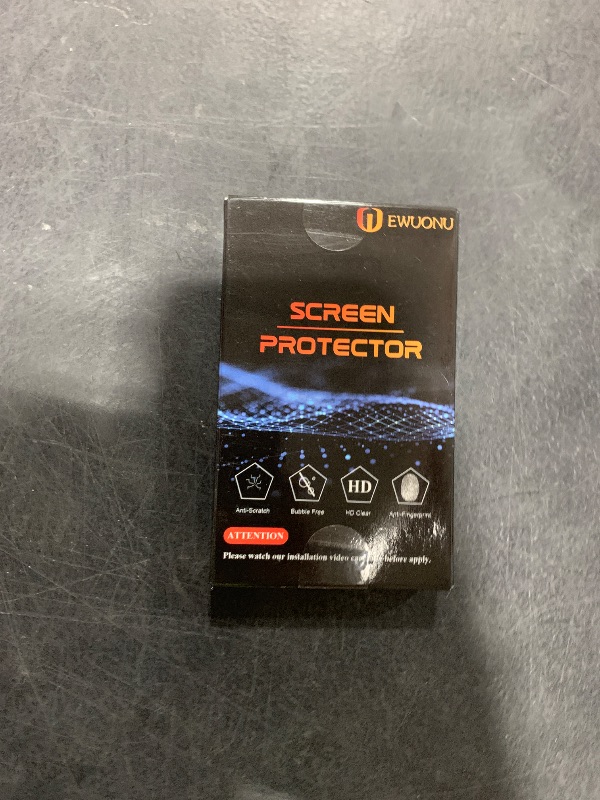 EWUONU
SCREEN
PROTECTOR
HD
Anti-Scratch
Bubble Free
HD Clear
Anti-Fingerprint
ATTENTION
Please watch our installation video before apply.